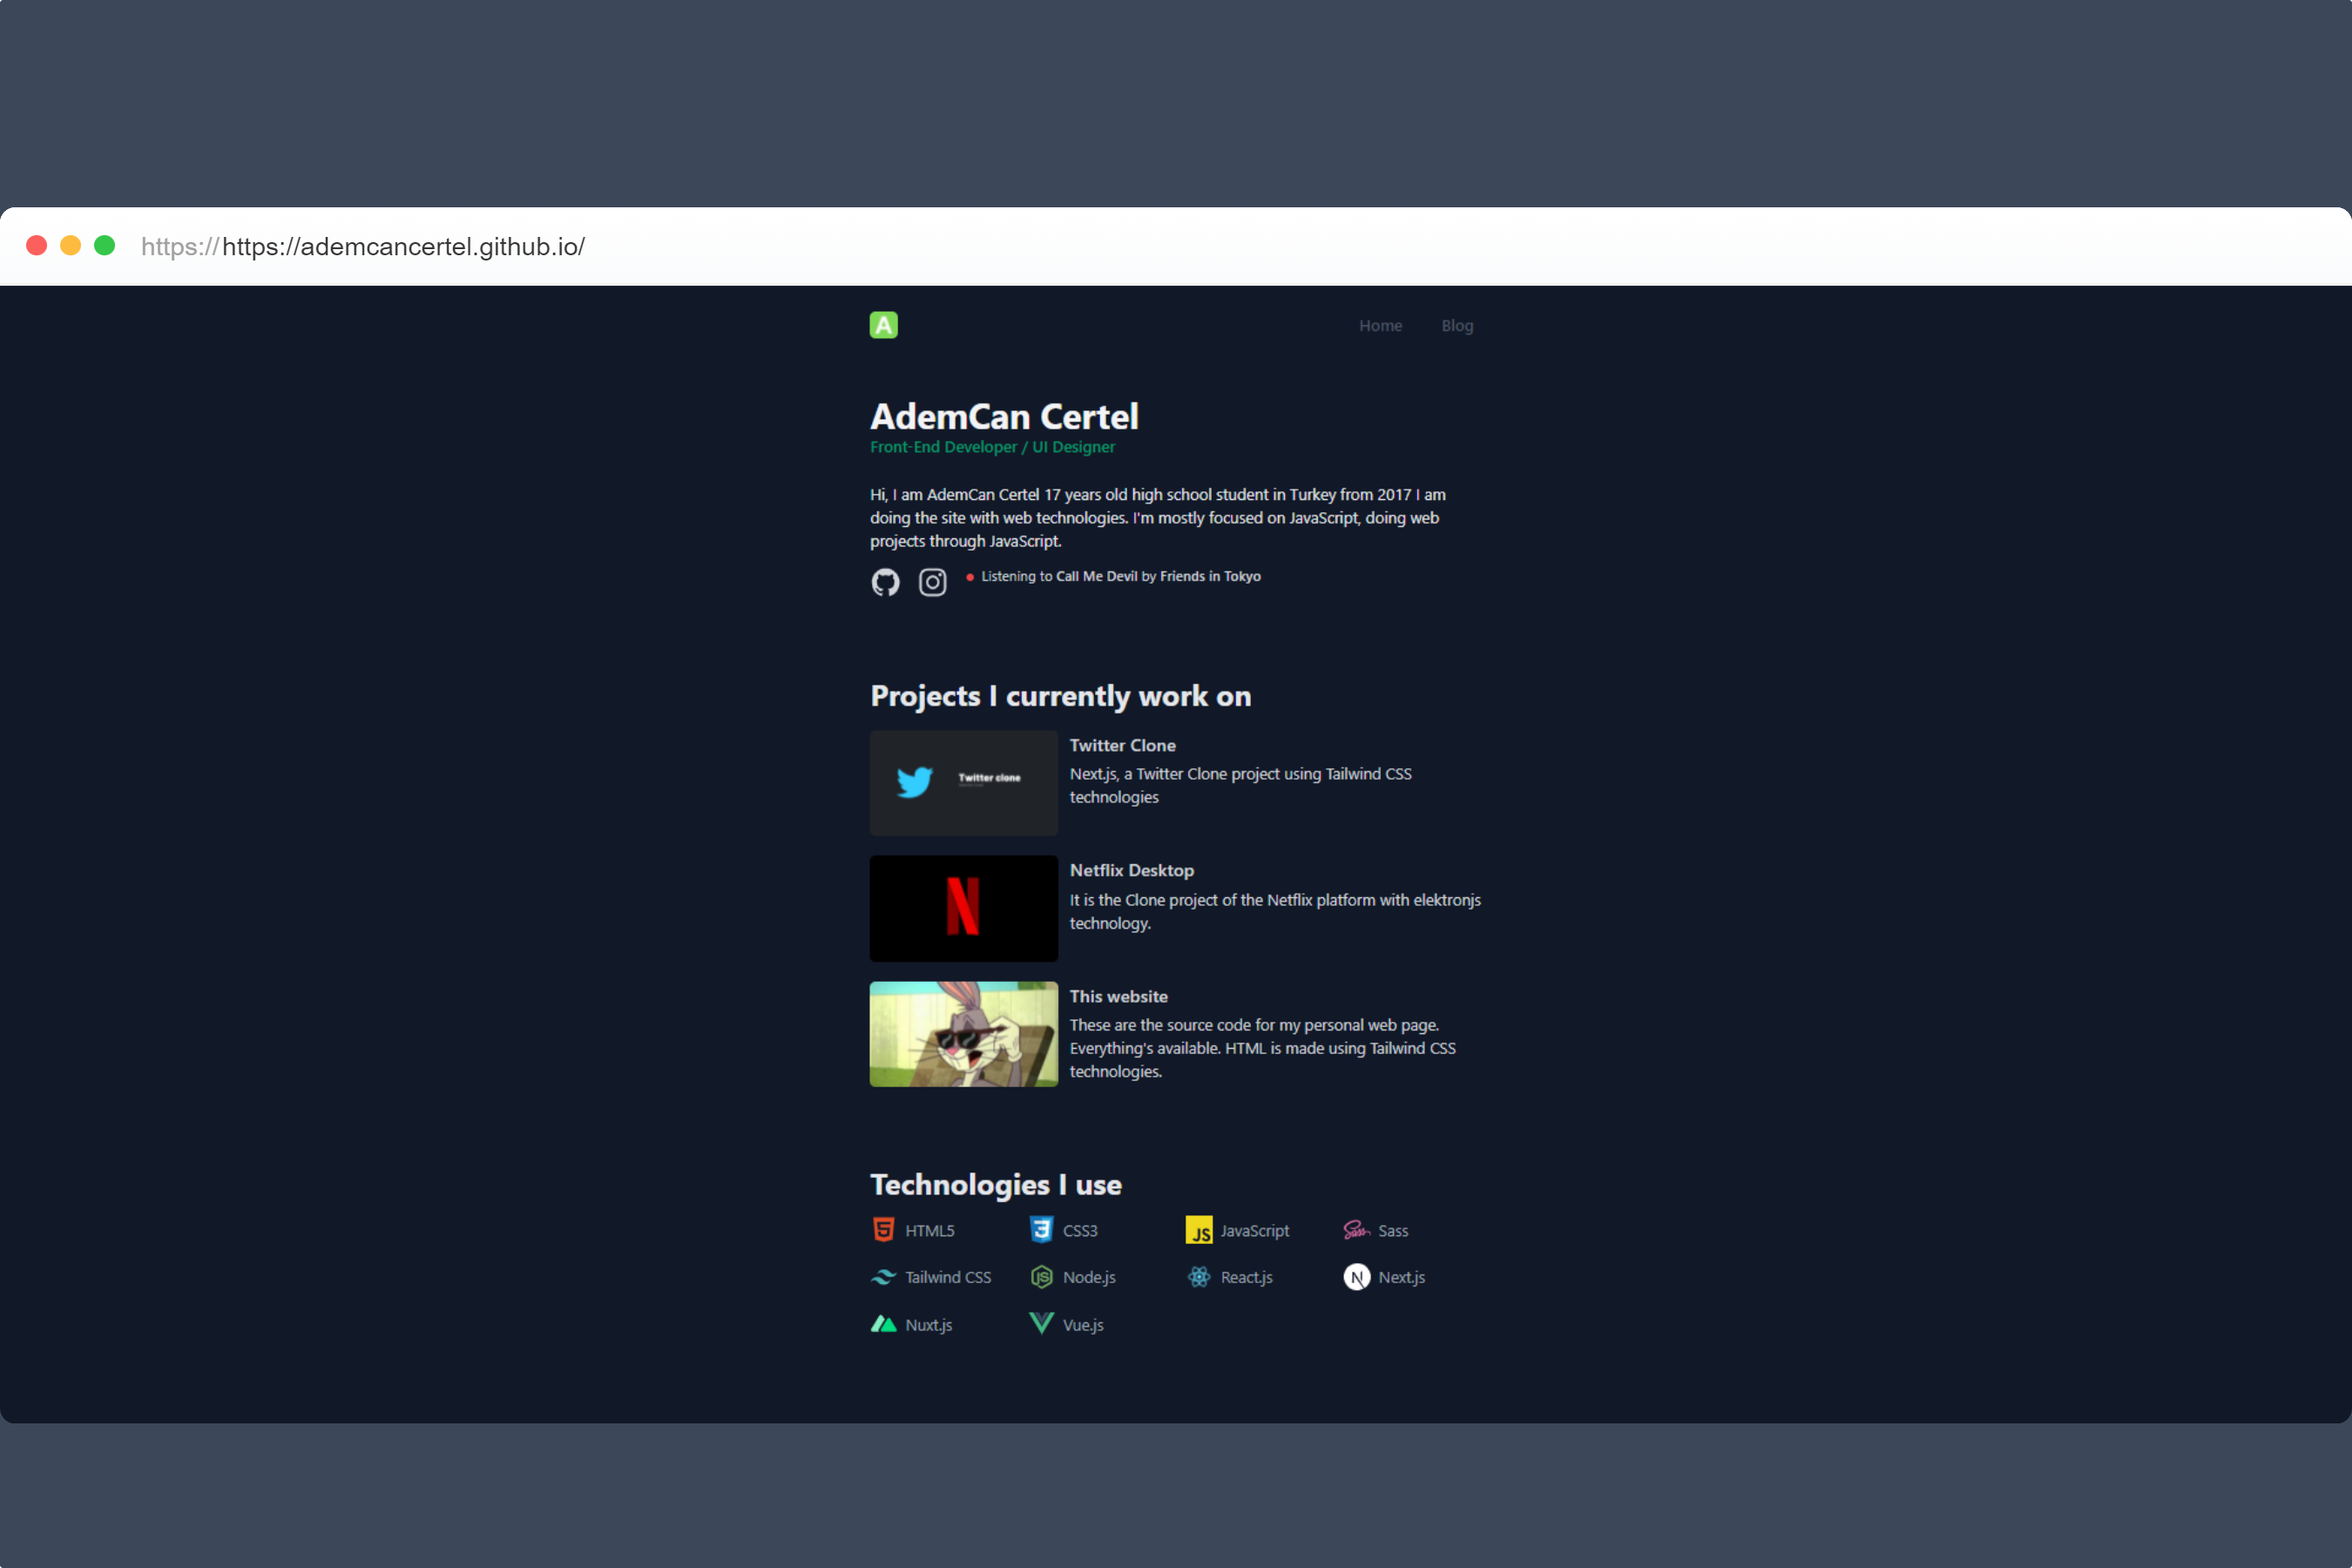 https://https://ademcancertel.github.io/
A
Home Blog
AdemCan Certel
Front-End Developer / UI Designer
Hi, I am AdemCan Certel 17 years old high school student in Turkey from 2017 I am
doing the site with web technologies. I'm mostly focused on JavaScript, doing web
projects through JavaScript.
Listening to Call Me Devil by Friends in Tokyo
Projects I currently work on
Twitter clone
Twitter Clone
Next.js, a Twitter Clone project using Tailwind CSS
technologies
N
Netflix Desktop
It is the Clone project of the Netflix platform with elektronjs
technology.
This website
These are the source code for my personal web page.
Everything's available. HTML is made using Tailwind CSS
technologies.
Technologies I use
5 HTML5 3 CSS3 JS JavaScript Sass Sass
Tailwind CSS JS Node.js React.js N Next.js
Nuxt.js Vue.js